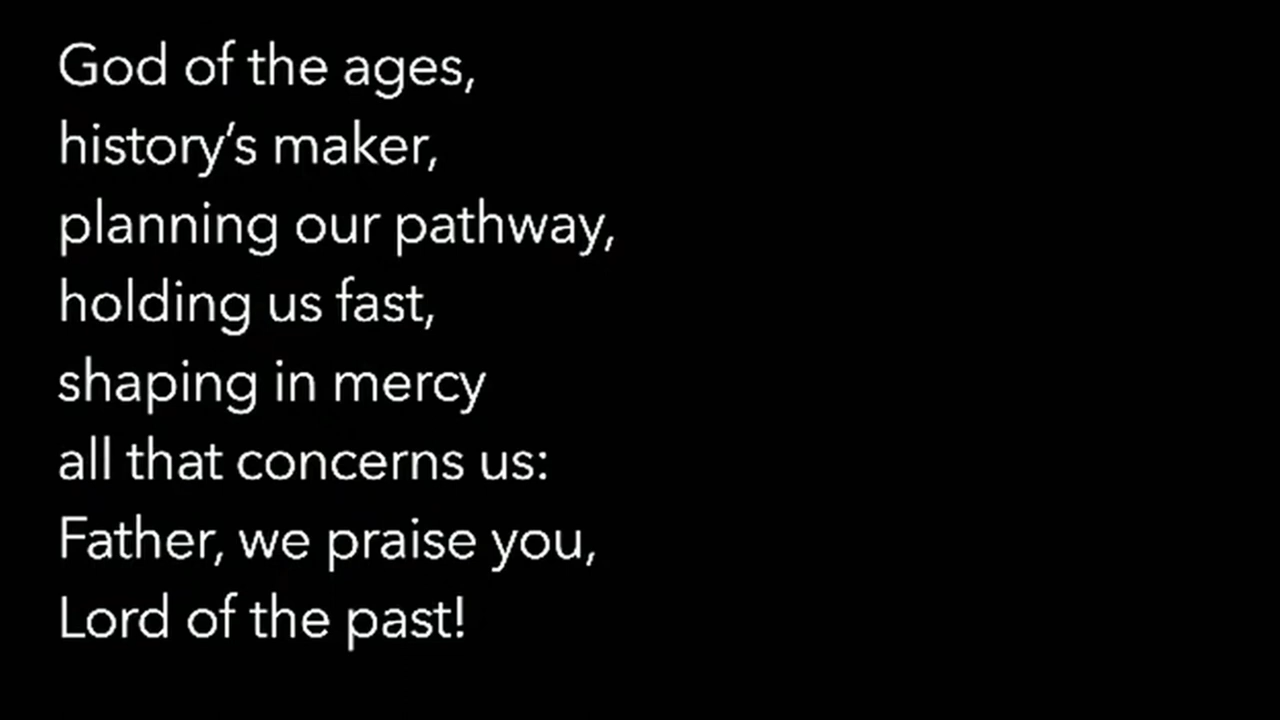 God of the ages,
history’s maker,
planning our pathway,
holding us fast,
shaping in mercy
all that concerns us:
Father, we praise you,
Lord of the past!